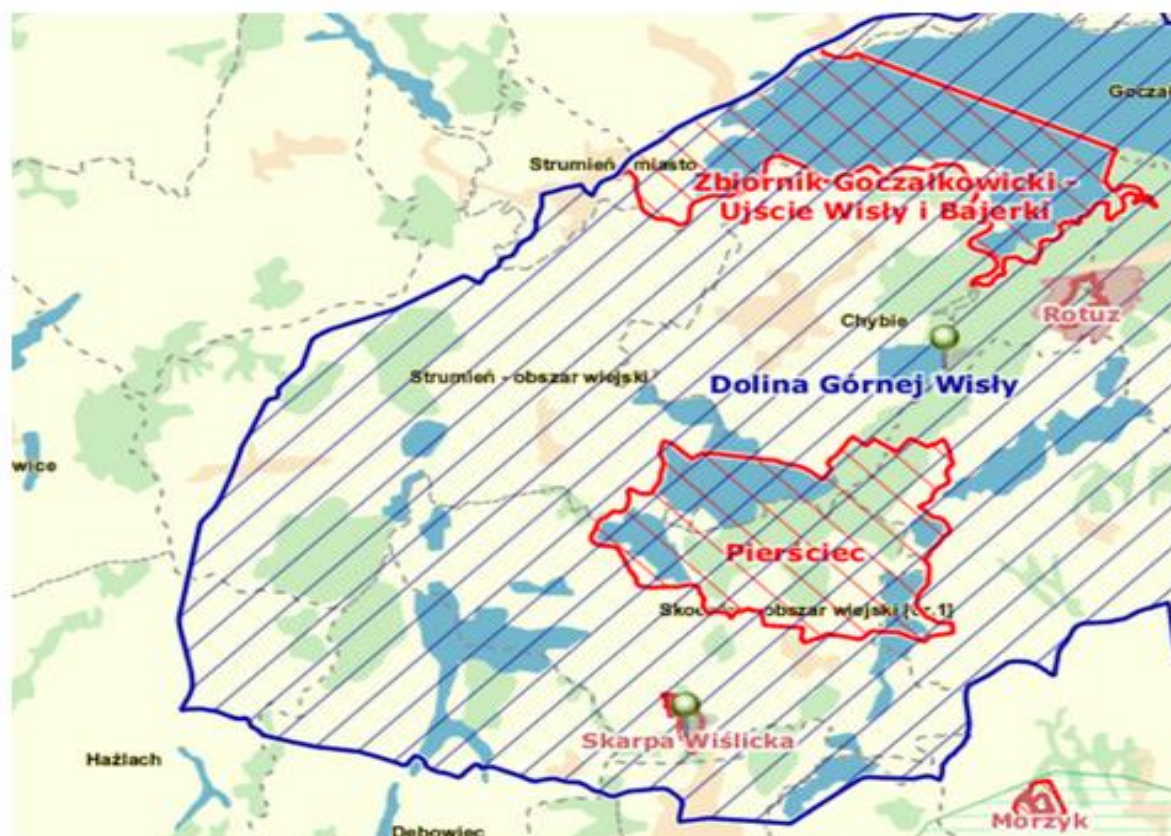 Goczał
Strumień - miasto
Zbiornik Goczałkowicki -
Ujście Wisły i Bajerki
Rotuz
Chybie
Strumień - obszar wiejski
Dolina Górnej Wisły
wice
Pierściec
obszar wiejski
Skarpa Wiślicka
Hażlach
Morzyk
Dębowiec